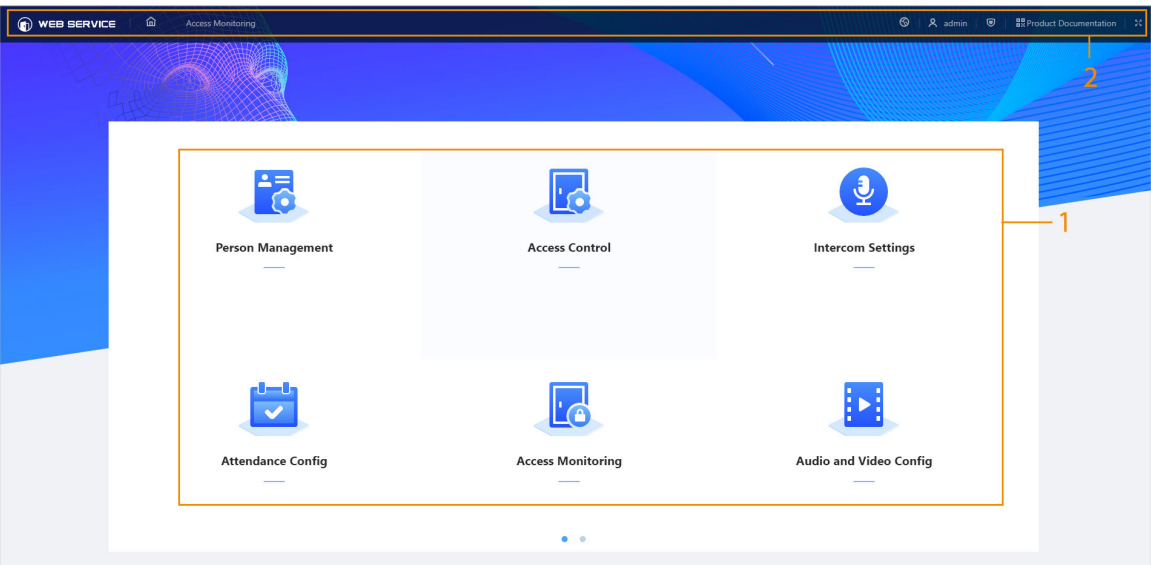 WEB SERVICE Access Monitoring admin Product Documentation
2
Person Management Access Control Intercom Settings
1
Attendance Config Access Monitoring Audio and Video Config